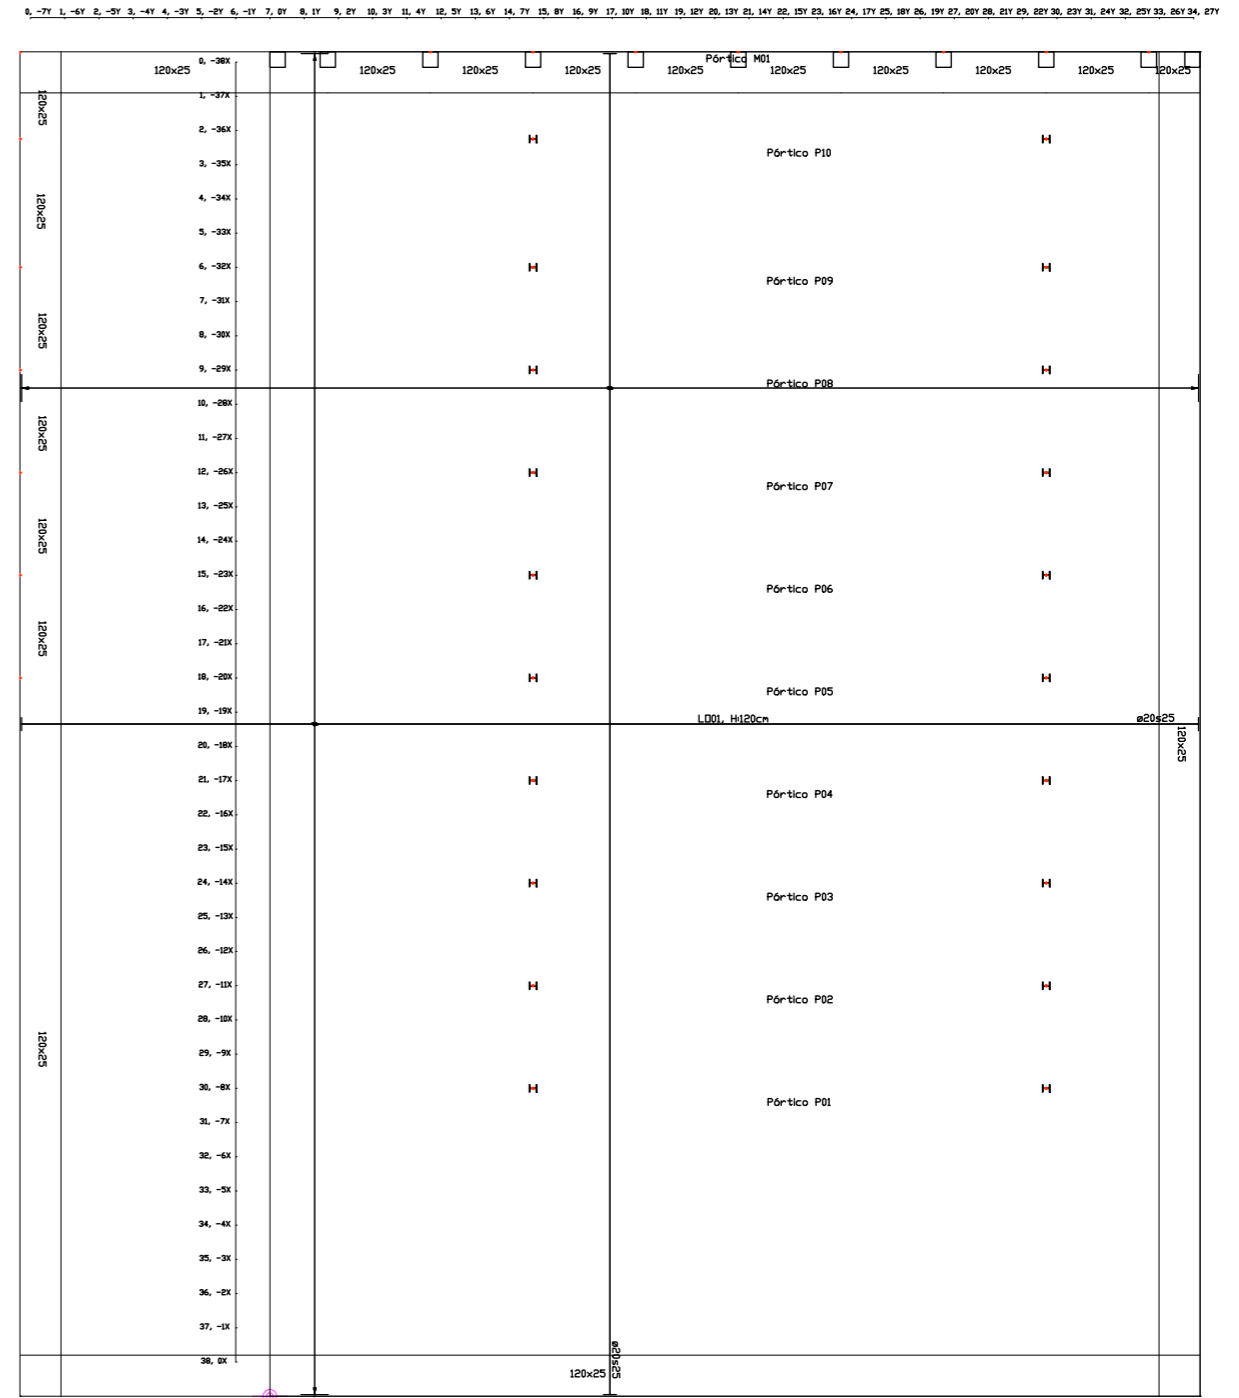 0, -7Y 1, -6Y 2, -5Y 3, -4Y 4, -3Y 5, -2Y 6, -1Y 7, 0Y 8, 1Y 9, 2Y 10, 3Y 11, 4Y 12, 5Y 13, 6Y 14, 7Y 15, 8Y 16, 9Y 17, 10Y 18, 11Y 19, 12Y 20, 13Y 21, 14Y 22, 15Y 23, 16Y 24, 17Y 25, 18Y 26, 19Y 27, 20Y 28, 21Y 29, 22Y 30, 23Y 31, 24Y 32, 25Y 33, 26Y 34, 27Y
Pórtico M01
0, -38X
120x25 120x25 120x25 120x25 120x25 120x25 120x25 120x25 120x25 120x25
120x25
1, -37X
2, -36X
Pórtico P10
3, -35X
4, -34X
120x25
5, -33X
6, -32X
Pórtico P09
7, -31X
120x25
8, -30X
9, -29X
Pórtico P08
10, -28X
120x25
11, -27X
12, -26X
Pórtico P07
13, -25X
120x25
14, -24X
15, -23X
Pórtico P06
16, -22X
120x25
17, -21X
18, -20X
Pórtico P05
19, -19X
L001, H:120cm
ø20s25
120x25
20, -18X
21, -17X
Pórtico P04
22, -16X
23, -15X
24, -14X
Pórtico P03
25, -13X
26, -12X
27, -11X
Pórtico P02
28, -10X
120x25
29, -9X
30, -8X
Pórtico P01
31, -7X
32, -6X
33, -5X
34, -4X
35, -3X
36, -2X
37, -1X
38, 0X
ø20s25
120x25